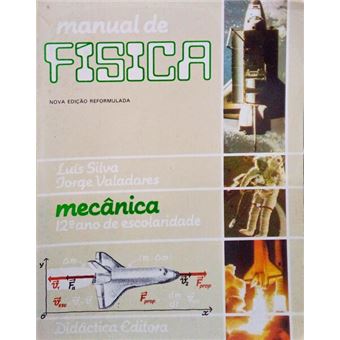 manual de
FÍSICA
NOVA EDIÇÃO REFORMULADA
Luís Silva
Jorge Valadares
mecânica
12º ano de escolaridade
y
x
Didáctica Editora